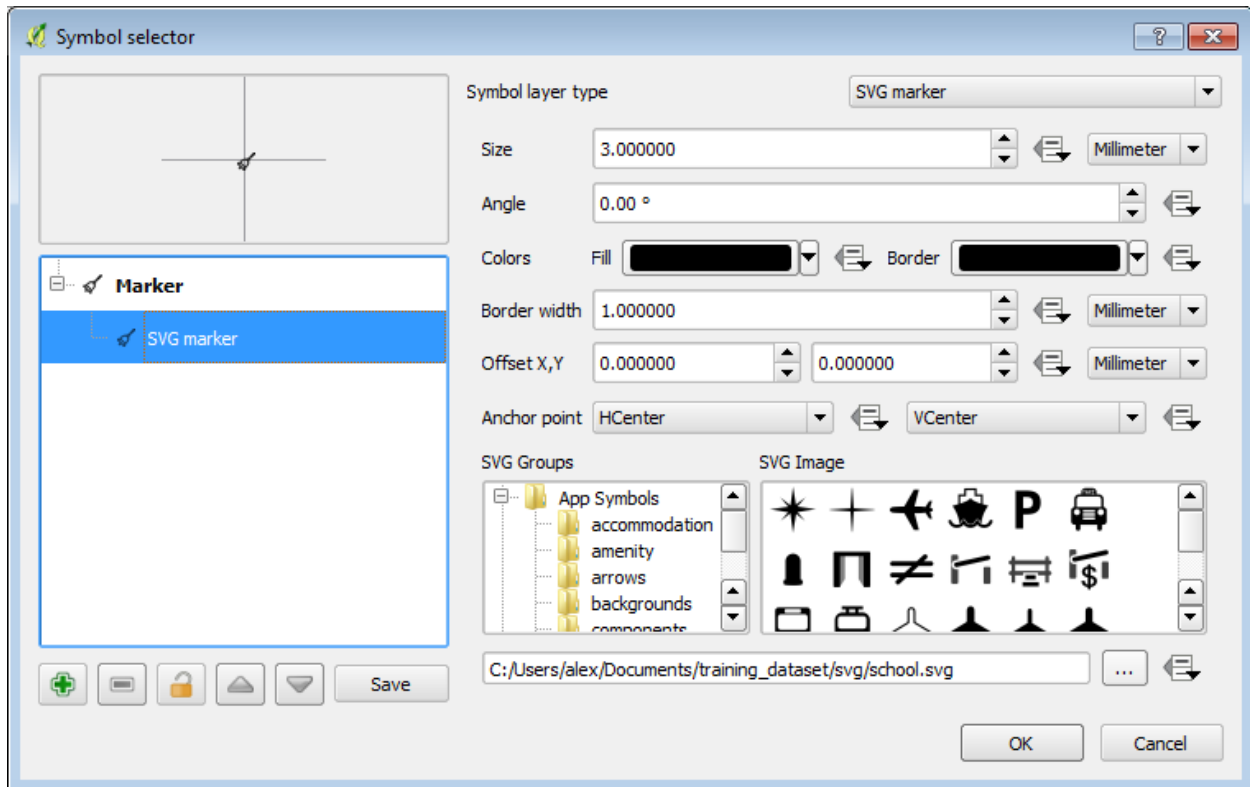 Symbol selector
Symbol layer type SVG marker
Size 3.000000 Millimeter
Angle 0.00 °
Colors Fill Border
Border width 1.000000 Millimeter
Offset X,Y 0.000000 0.000000 Millimeter
Anchor point HCenter VCenter
Marker
SVG marker
SVG Groups SVG Image
App Symbols
accommodation
amenity
arrows
backgrounds
components
P
$
C:/Users/alex/Documents/training_dataset/svg/school.svg ...
Save
OK Cancel